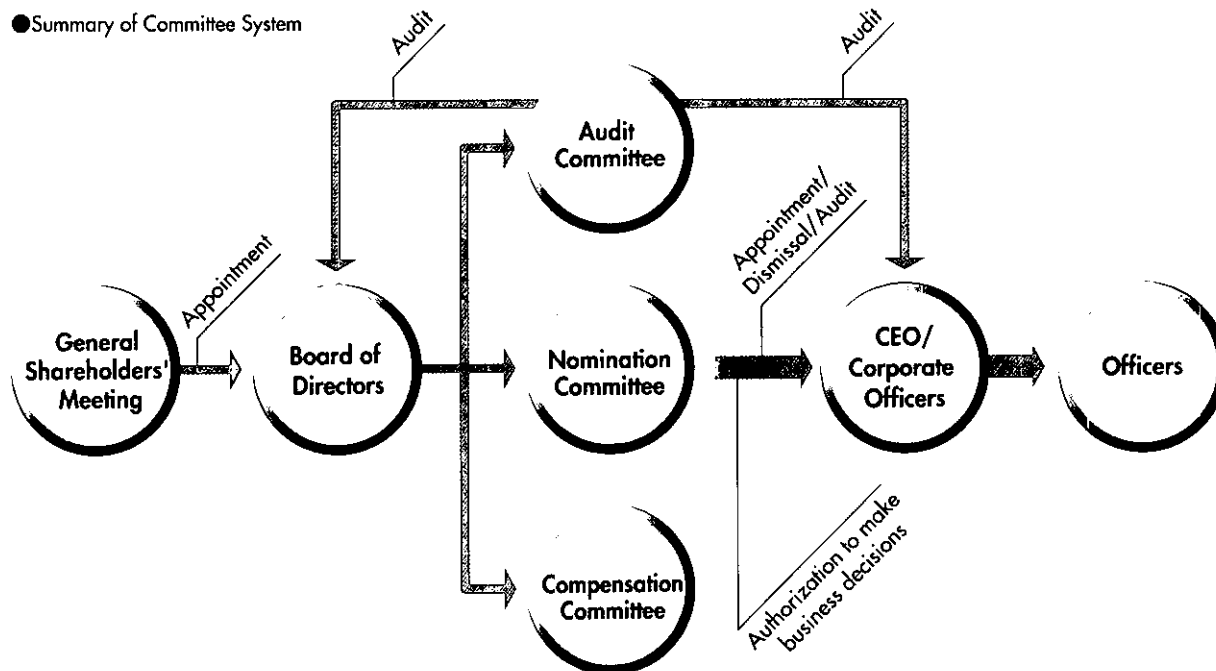 ●Summary of Committee System
Audit
Audit
Audit
Committee
Appointment/
Dismissal/Audit
Appointment
General
Shareholders'
Meeting
Board of
Directors
Nomination
Committee
CEO/
Corporate
Officers
Officers
Compensation
Committee
Authorization to make
business decisions